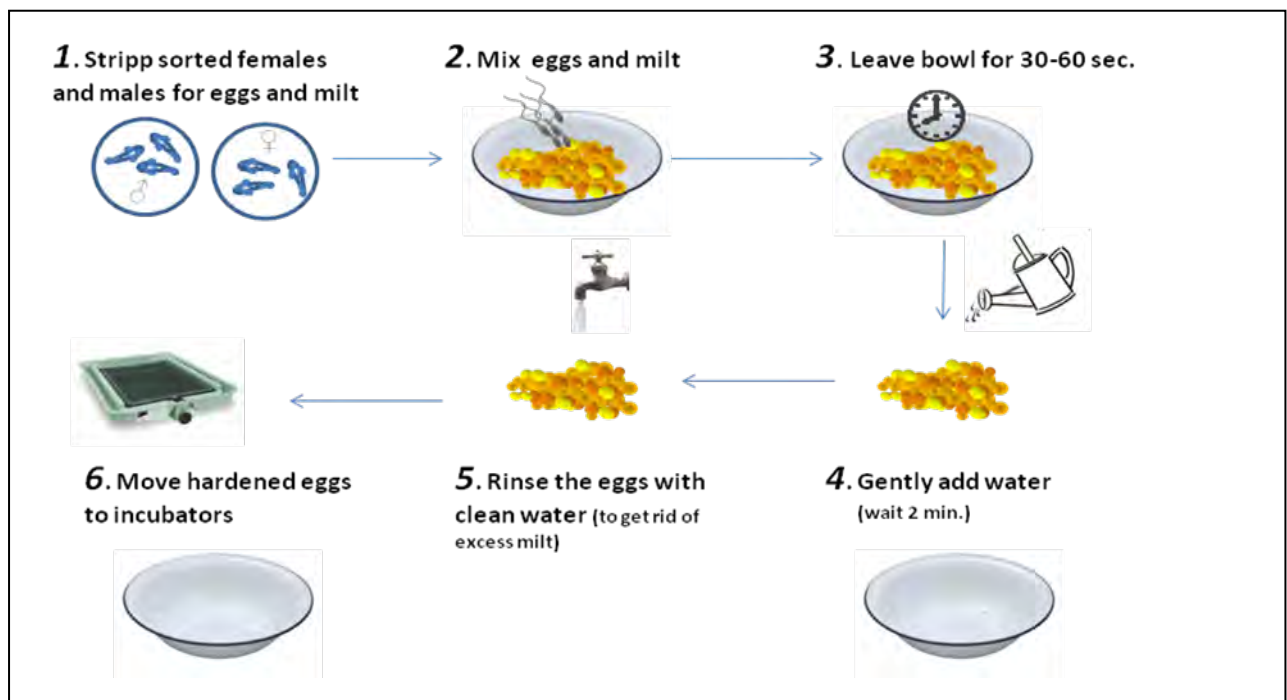 1. Stripp sorted females
and males for eggs and milt
2. Mix eggs and milt
3. Leave bowl for 30-60 sec.
6. Move hardened eggs
to incubators
5. Rinse the eggs with
clean water (to get rid of
excess milt)
4. Gently add water
(wait 2 min.)